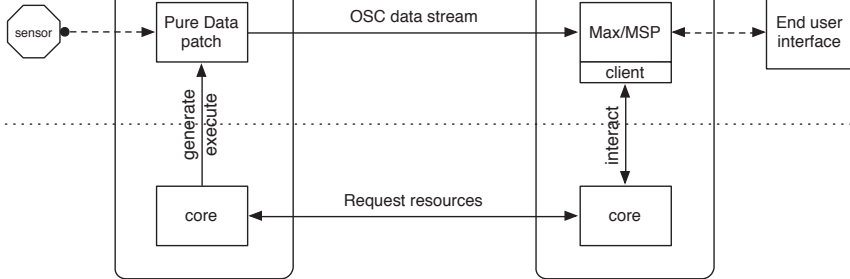 sensor
Pure Data
patch
OSC data stream
Max/MSP
client
End user
interface
generate
execute
interact
core
Request resources
core